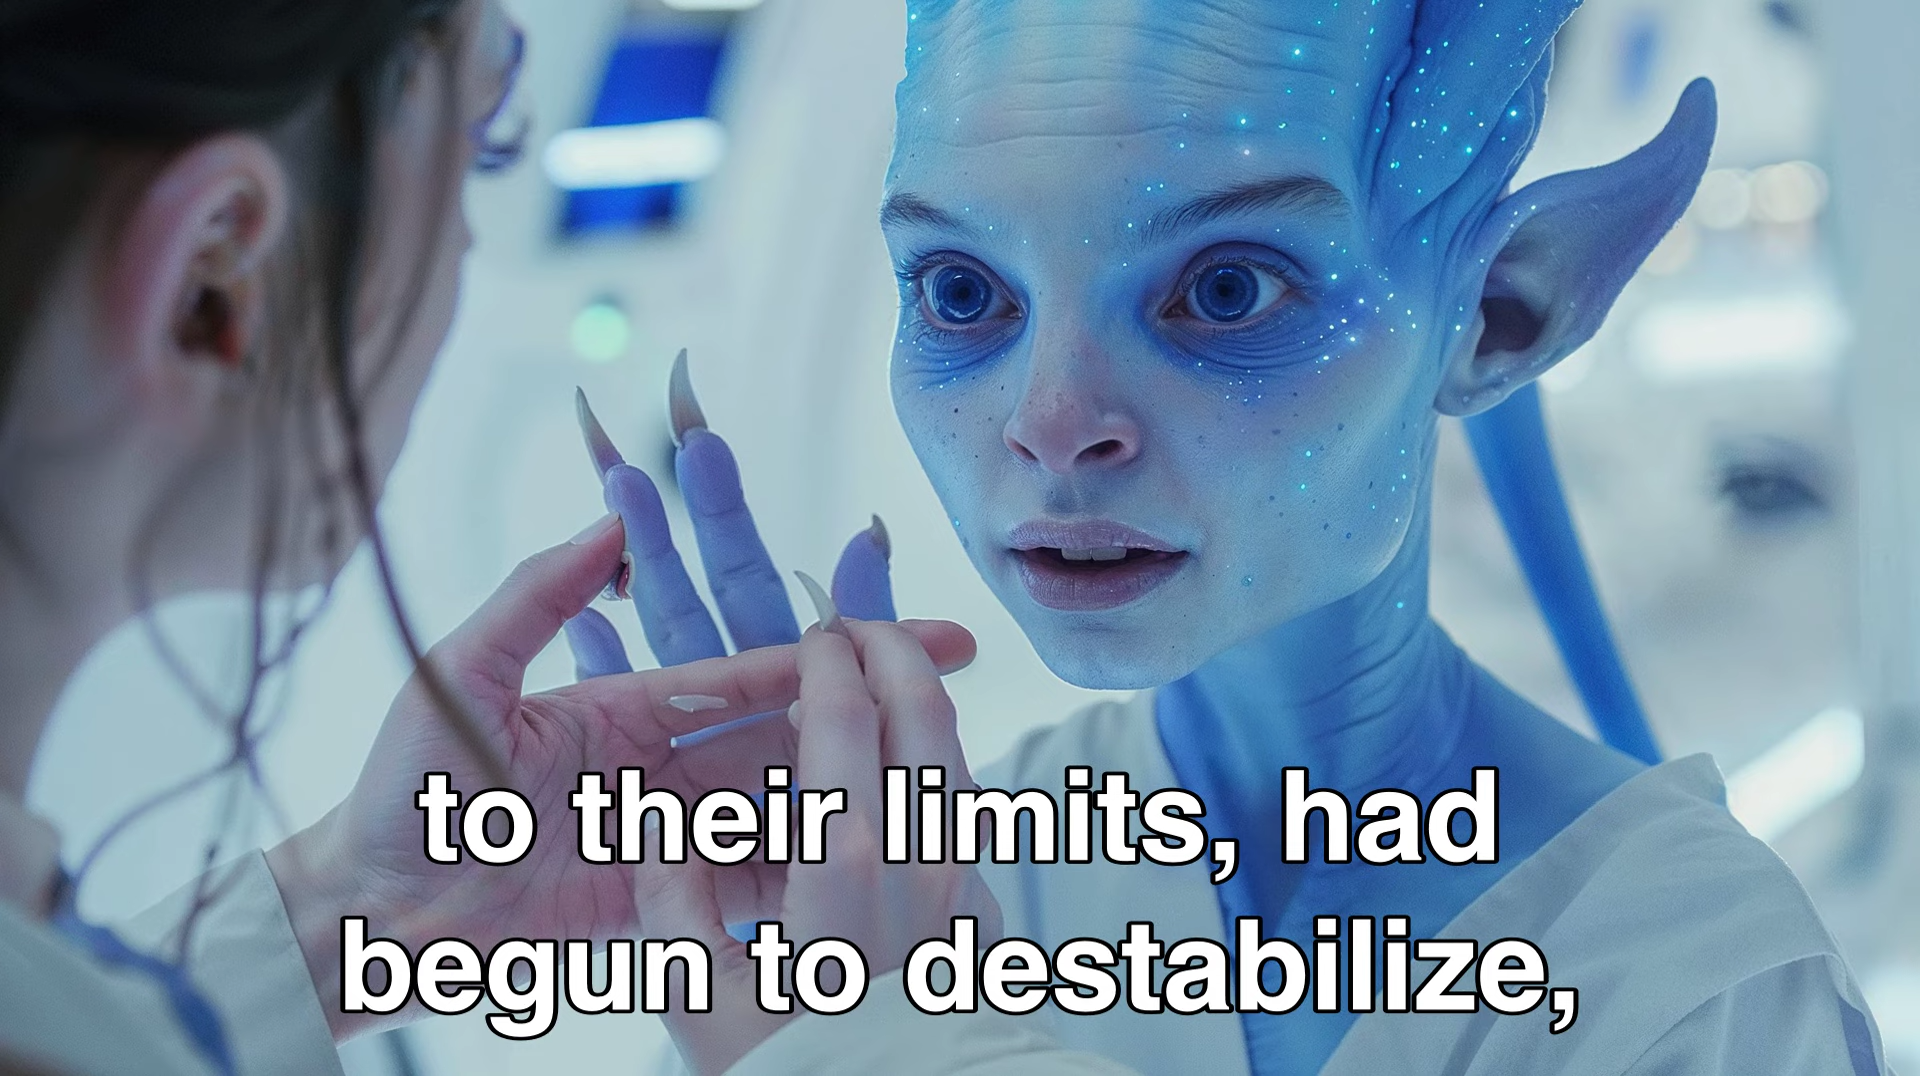 to their limits, had
begun to destabilize,